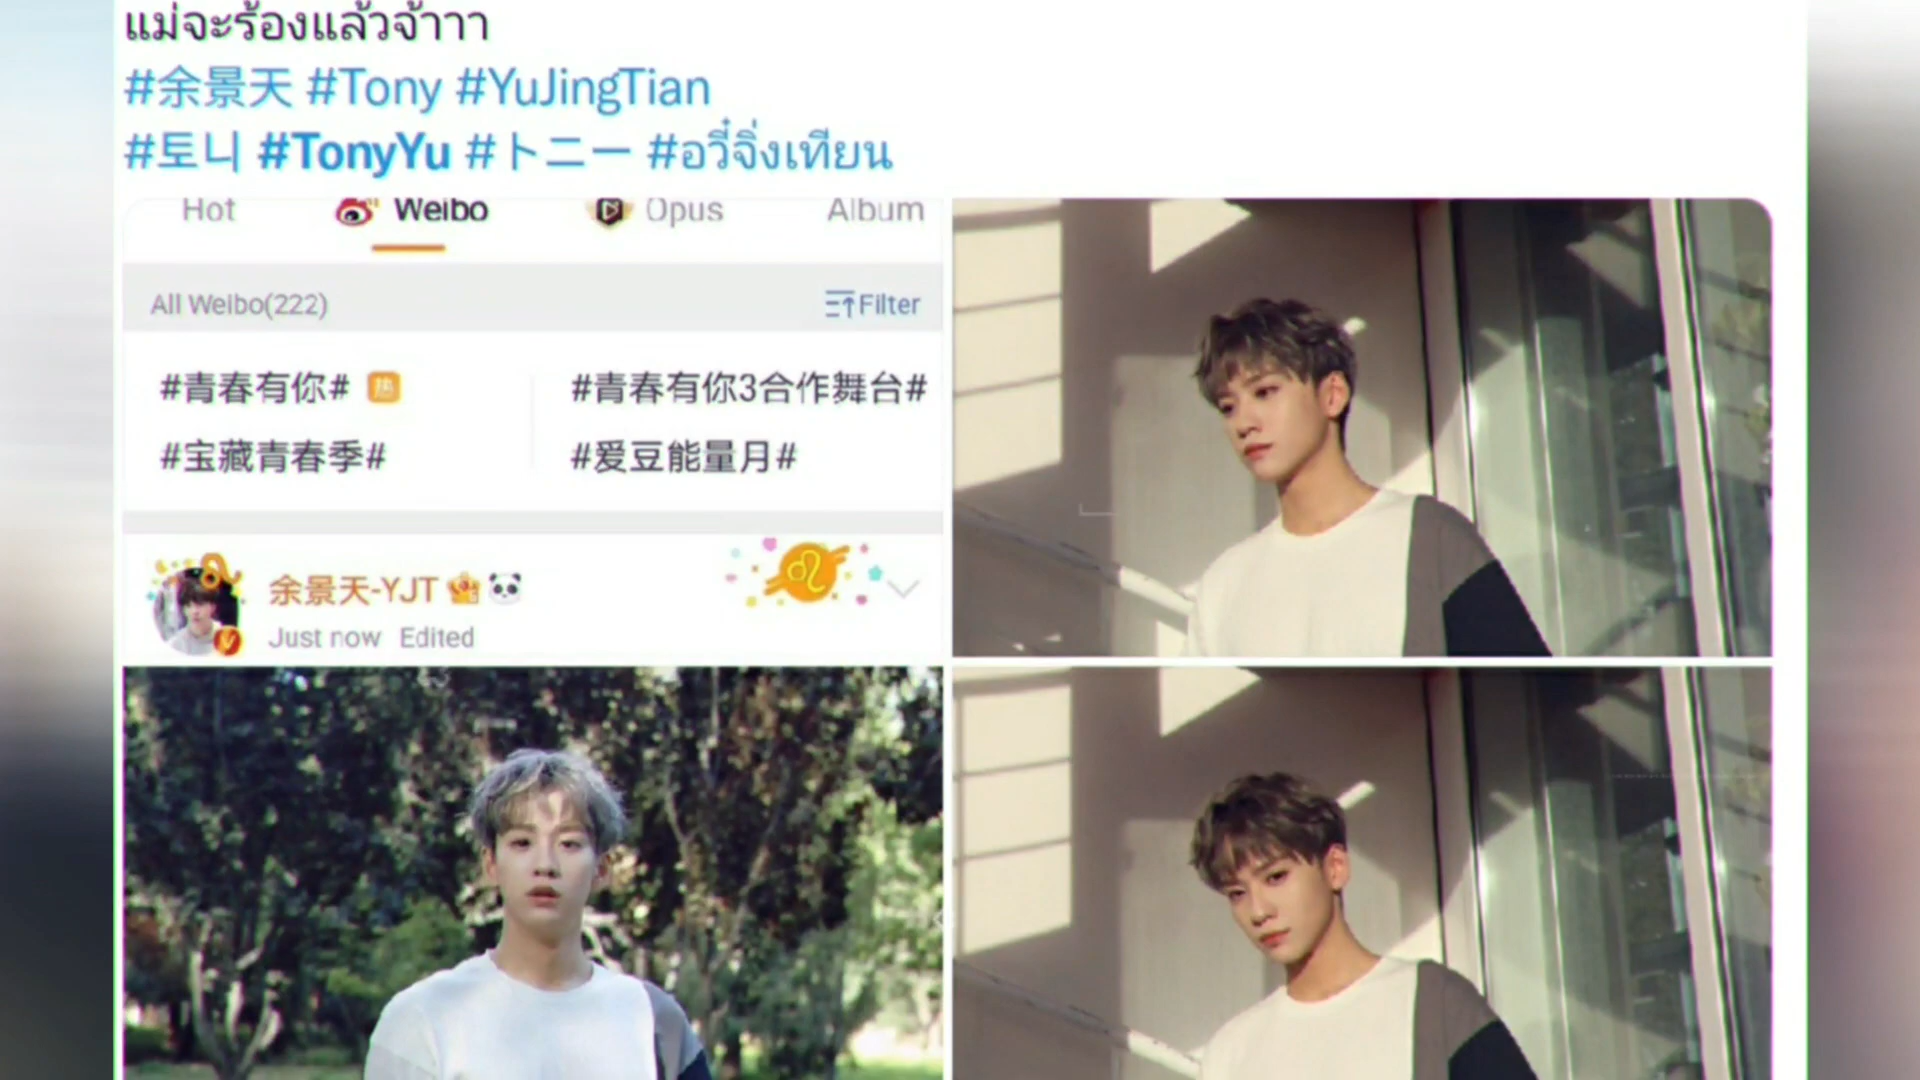 แม่จะร้องแล้วจ้าาา
#余景天 #Tony #YuJingTian
#토니 #TonyYu #トニー #อวี๋จิ่งเทียน
Hot Weibo Opus Album
All Weibo(222) Filter
#青春有你# 热 #青春有你3合作舞台#
#宝藏青春季# #爱豆能量月#
余景天-YJT
Just now Edited